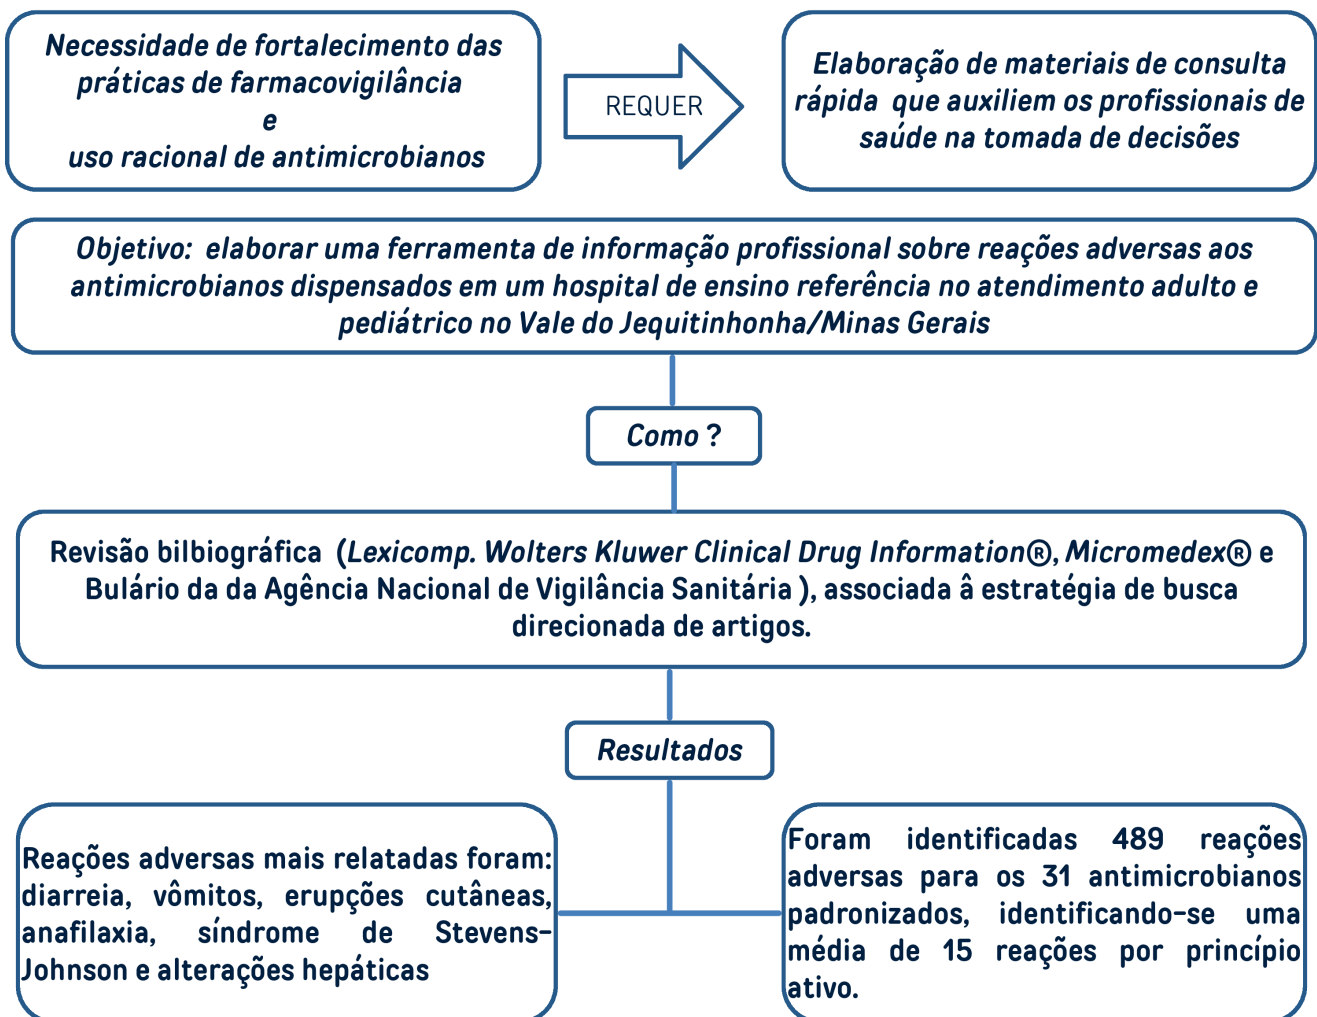 Necessidade de fortalecimento das
práticas de farmacovigilância
e
uso racional de antimicrobianos
REQUER
Elaboração de materiais de consulta
rápida que auxiliem os profissionais de
saúde na tomada de decisões
Objetivo: elaborar uma ferramenta de informação profissional sobre reações adversas aos
antimicrobianos dispensados em um hospital de ensino referência no atendimento adulto e
pediátrico no Vale do Jequitinhonha/Minas Gerais
Como ?
Revisão bilbiográfica (Lexicomp. Wolters Kluwer Clinical Drug Information®, Micromedex® e
Bulário da da Agência Nacional de Vigilância Sanitária ), associada â estratégia de busca
direcionada de artigos.
Resultados
Reações adversas mais relatadas foram:
diarreia, vômitos, erupções cutâneas,
anafilaxia, síndrome de Stevens-
Johnson e alterações hepáticas
Foram identificadas 489 reações
adversas para os 31 antimicrobianos
padronizados, identificando-se uma
média de 15 reações por princípio
ativo.